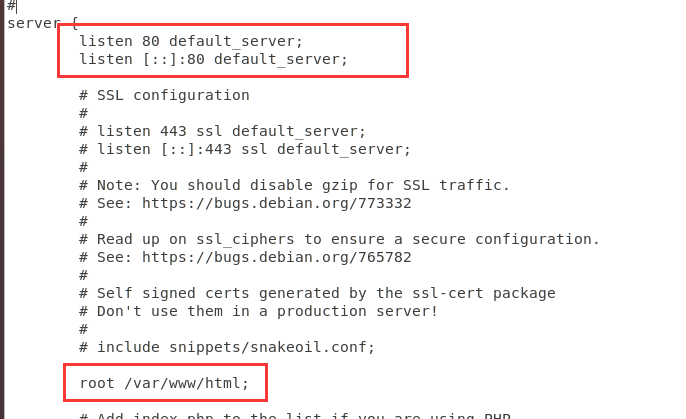 #
server {
listen 80 default_server;
listen [::]:80 default_server;
# SSL configuration
#
# listen 443 ssl default_server;
# listen [::]:443 ssl default_server;
#
# Note: You should disable gzip for SSL traffic.
# See: https://bugs.debian.org/773332
#
# Read up on ssl_ciphers to ensure a secure configuration.
# See: https://bugs.debian.org/765782
#
# Self signed certs generated by the ssl-cert package
# Don't use them in a production server!
#
# include snippets/snakeoil.conf;
root /var/www/html;
# Add index.php to the list if you are using PHP